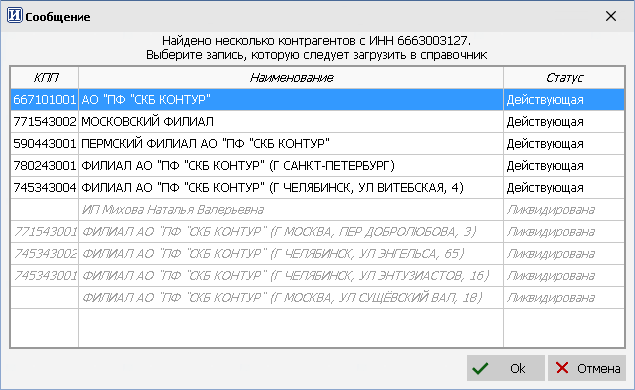 Сообщение
Найдено несколько контрагентов с ИНН 6663003127.
Выберите запись, которую следует загрузить в справочник
КПП Наименование Статус
667101001 АО "ПФ "СКБ КОНТУР" Действующая
771543002 МОСКОВСКИЙ ФИЛИАЛ Действующая
590443001 ПЕРМСКИЙ ФИЛИАЛ АО "ПФ "СКБ КОНТУР" Действующая
780243001 ФИЛИАЛ АО "ПФ "СКБ КОНТУР" (Г САНКТ-ПЕТЕРБУРГ) Действующая
745343004 ФИЛИАЛ АО "ПФ "СКБ КОНТУР" (Г ЧЕЛЯБИНСК, УЛ ВИТЕБСКАЯ, 4) Действующая
ИП Михова Наталья Валерьевна Ликвидирована
771543001 ФИЛИАЛ АО "ПФ "СКБ КОНТУР" (Г МОСКВА, ПЕР ДОБРОЛЮБОВА, 3) Ликвидирована
745343002 ФИЛИАЛ АО "ПФ "СКБ КОНТУР" (Г ЧЕЛЯБИНСК, УЛ ЭНГЕЛЬСА, 65) Ликвидирована
745343001 ФИЛИАЛ АО "ПФ "СКБ КОНТУР" (Г ЧЕЛЯБИНСК, УЛ ЭНТУЗИАСТОВ, 16) Ликвидирована
ФИЛИАЛ АО "ПФ "СКБ КОНТУР" (Г МОСКВА, УЛ СУЩЁВСКИЙ ВАЛ, 18) Ликвидирована
Ok Отмена